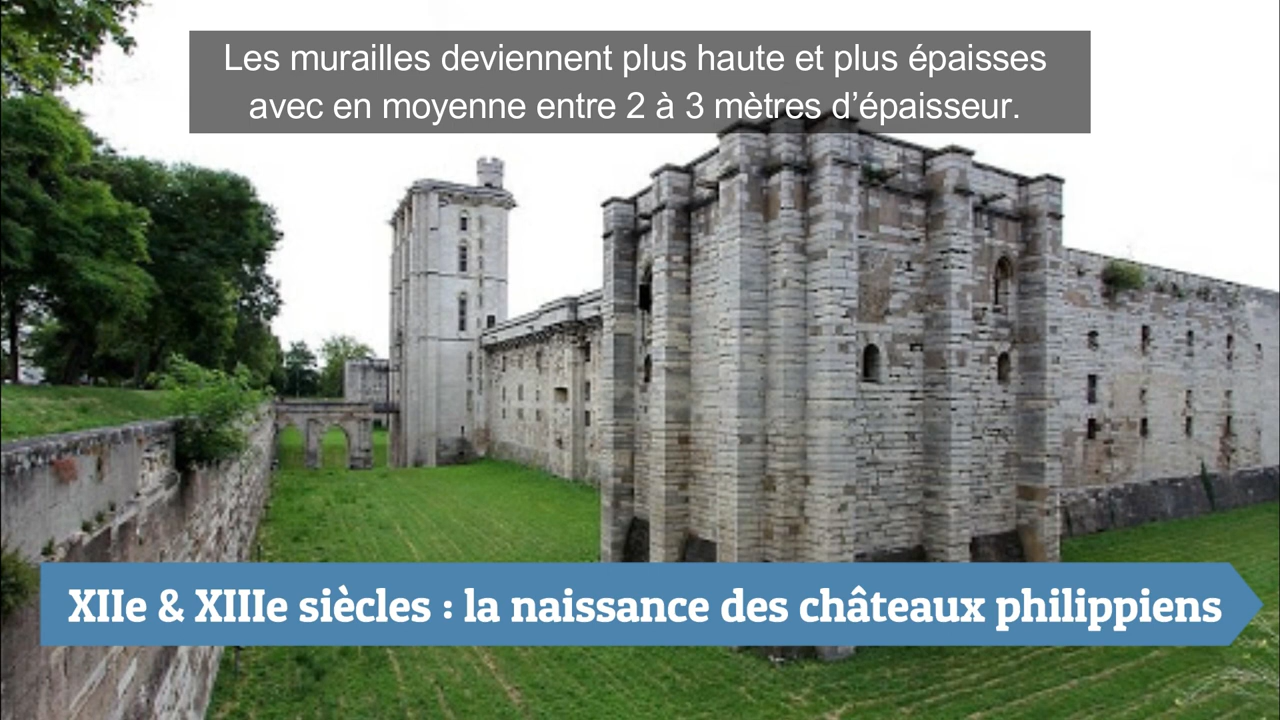 Les murailles deviennent plus haute et plus épaisses
avec en moyenne entre 2 à 3 mètres d’épaisseur.
XIIe & XIIIe siècles : la naissance des châteaux philippiens